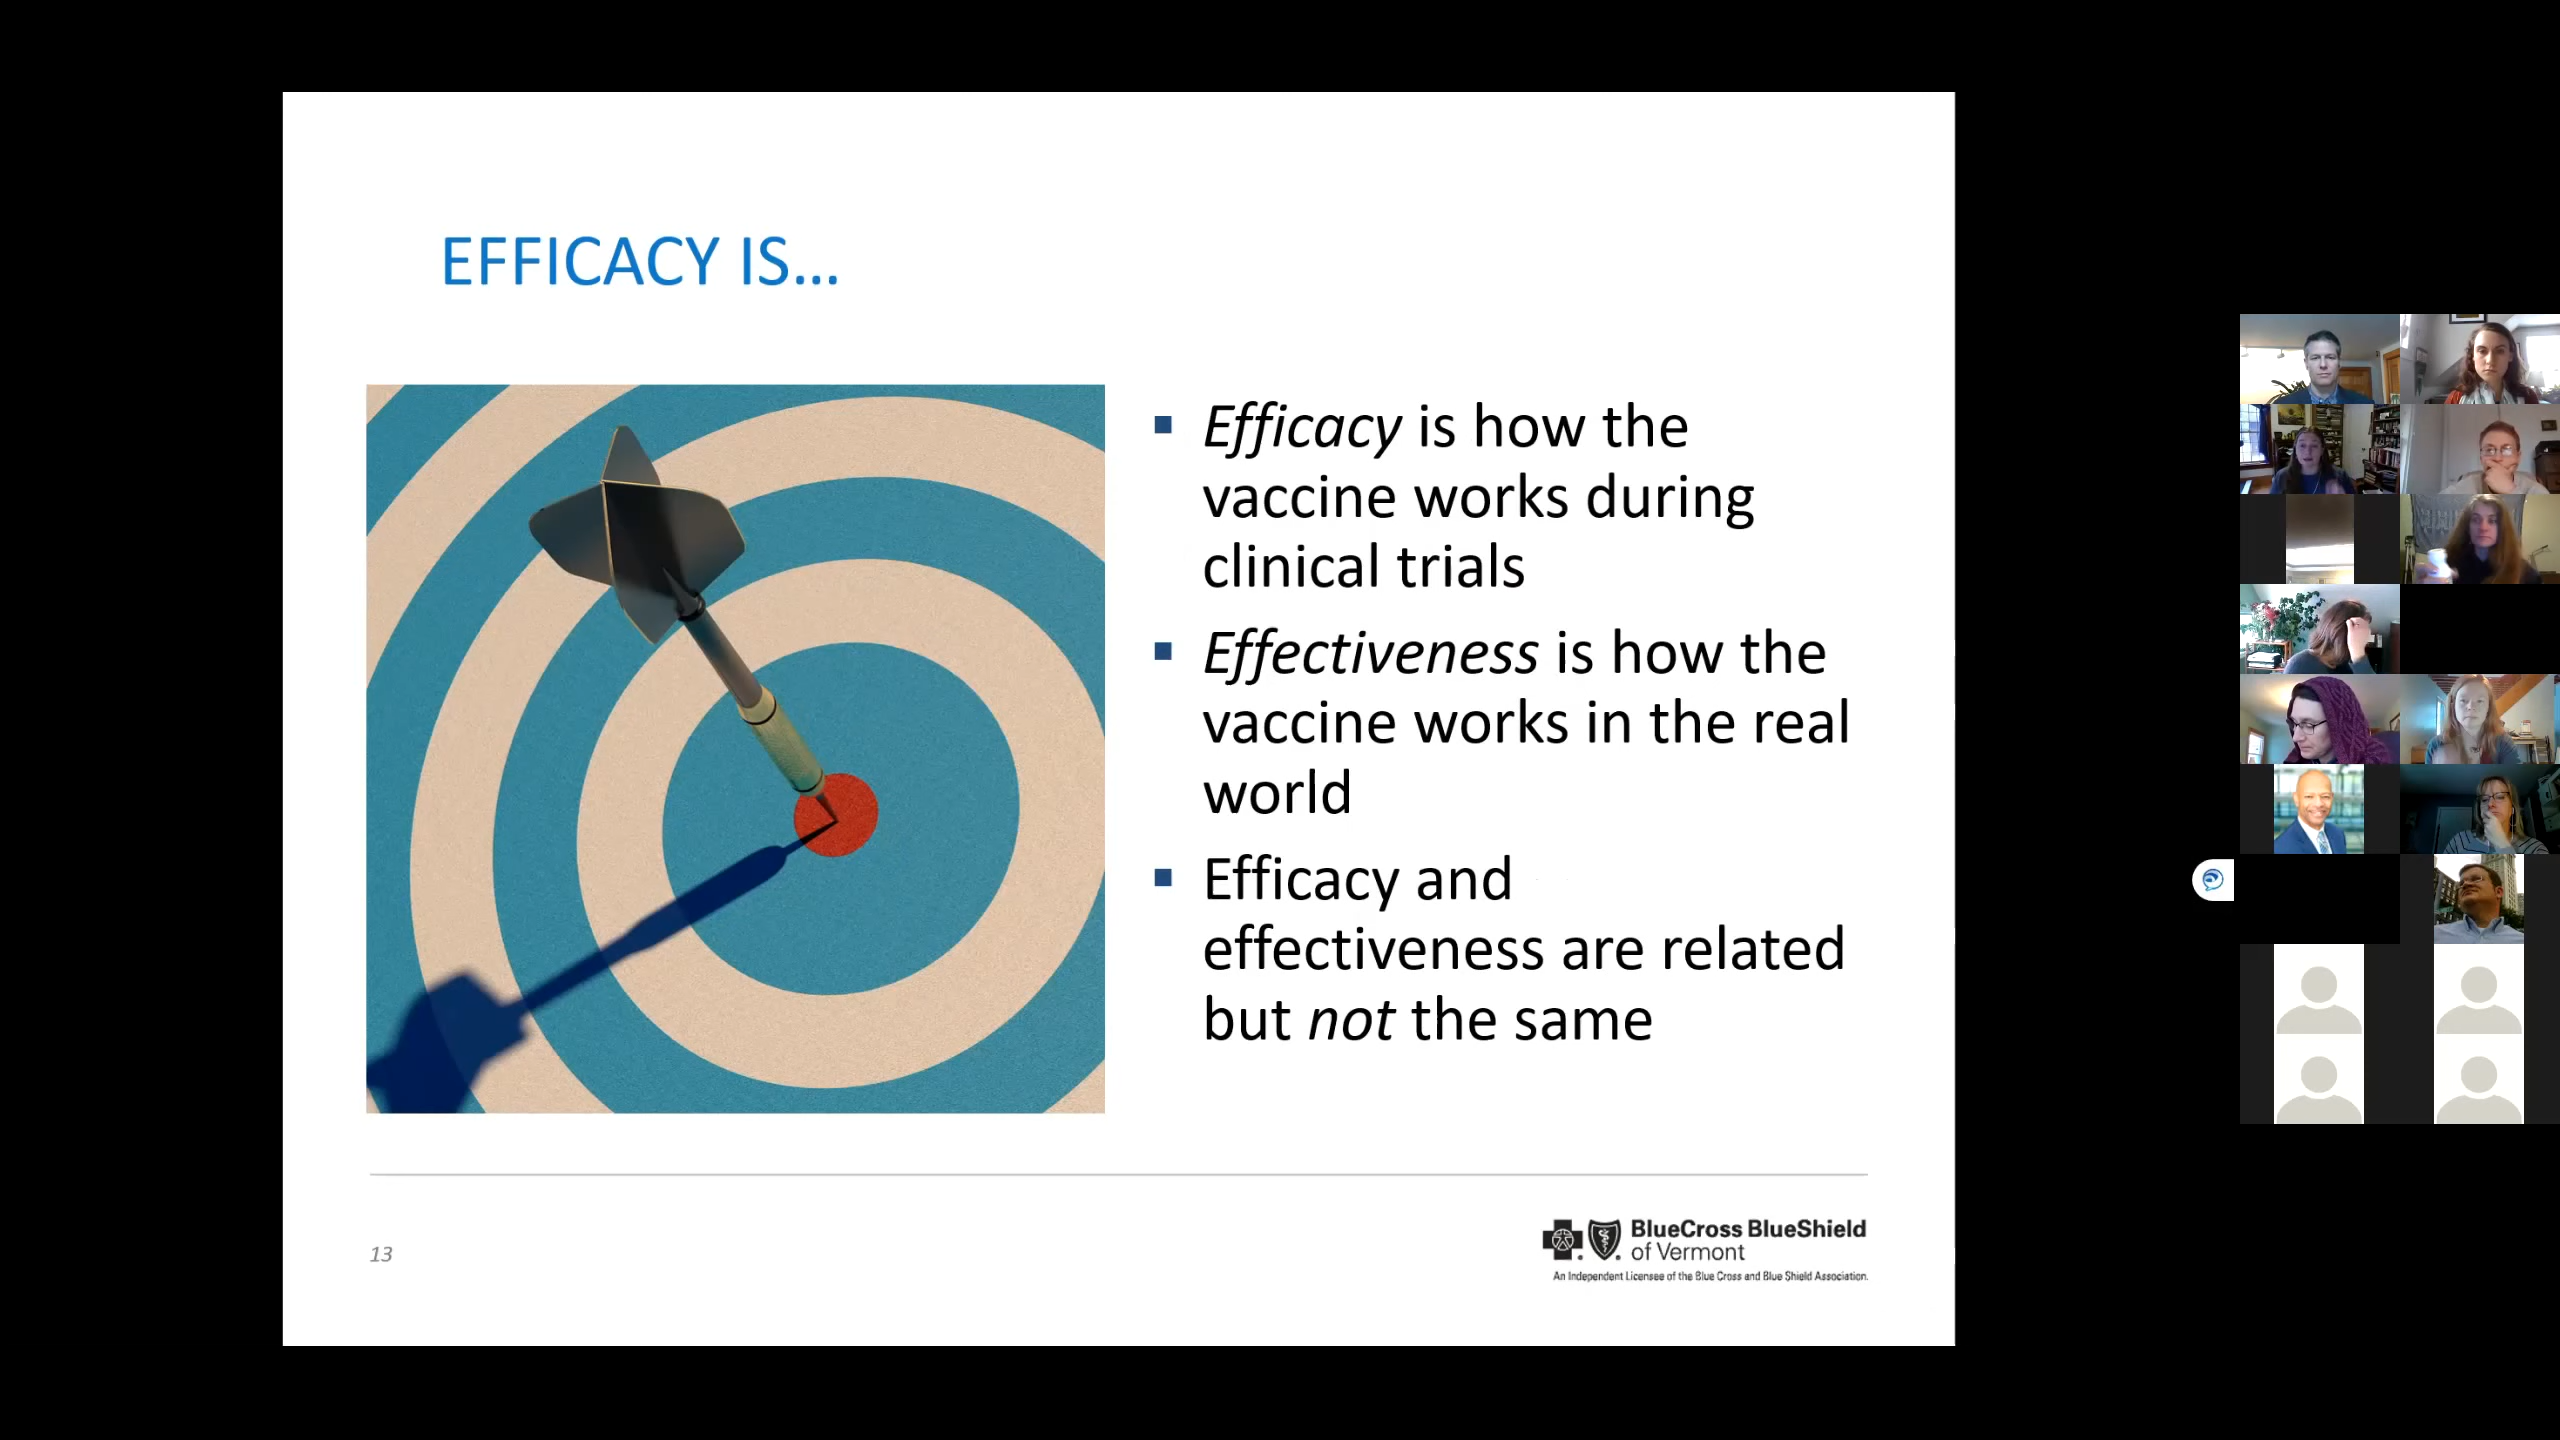 EFFICACY IS...
▪ Efficacy is how the
vaccine works during
clinical trials
▪ Effectiveness is how the
vaccine works in the real
world
▪ Efficacy and
effectiveness are related
but not the same
13
BlueCross BlueShield
of Vermont
An Independent Licensee of the Blue Cross and Blue Shield Association.